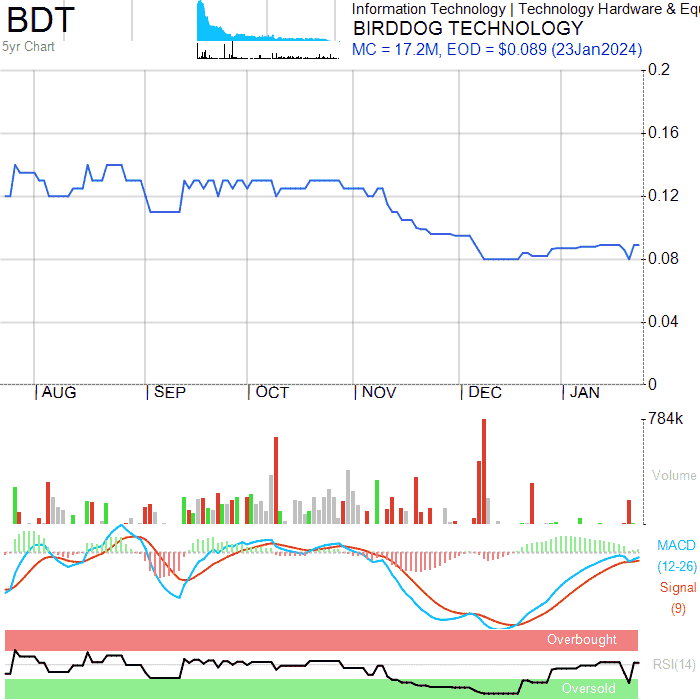 BDT
5yr Chart
Information Technology | Technology Hardware & Equ
BIRDDOG TECHNOLOGY
MC = 17.2M, EOD = $0.089 (23Jan2024)
0.2
0.16
0.12
0.08
0.04
0
AUG SEP OCT NOV DEC JAN
784k
Volume
MACD
(12-26)
Signal
(9)
Overbought
RSI(14)
Oversold